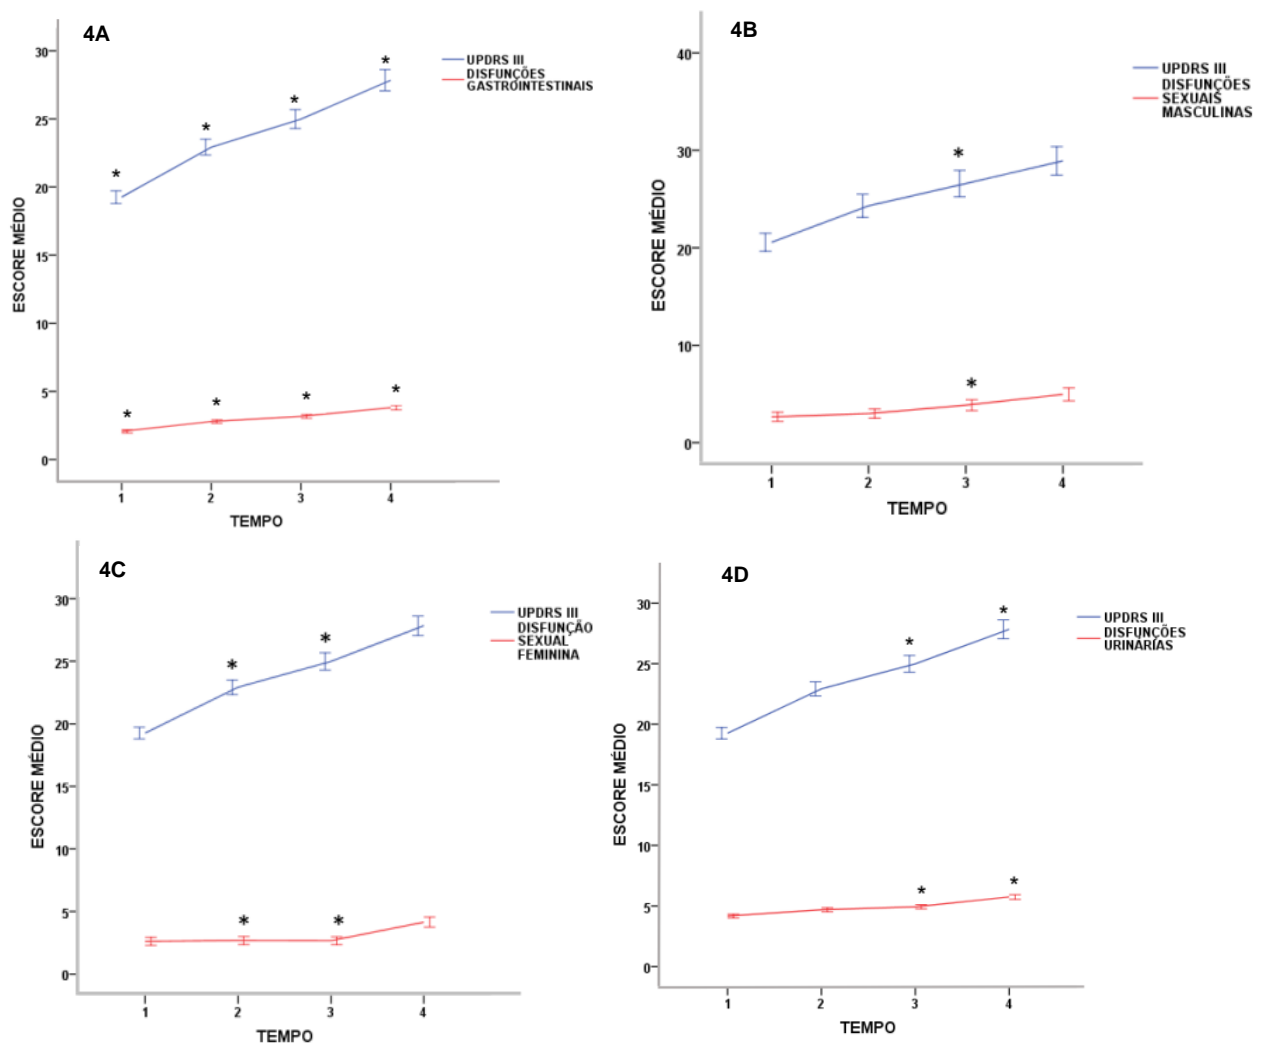 4A
30
25
20
15
10
5
0
ESCORE MÉDIO
* * * *
* * * *
1 2 3 4
TEMPO
UPDRS III
DISFUNÇÕES
GASTROINTESTINAIS
4B
40
30
20
10
0
ESCORE MÉDIO
*
*
1 2 3 4
TEMPO
UPDRS III
DISFUNÇÕES
SEXUAIS
MASCULINAS
4C
30
25
20
15
10
5
0
ESCORE MÉDIO
* *
* *
1 2 3 4
TEMPO
UPDRS III
DISFUNÇÃO
SEXUAL
FEMININA
4D
30
25
20
15
10
5
0
ESCORE MÉDIO
* *
* *
1 2 3 4
TEMPO
UPDRS III
DISFUNÇÕES
URINÁRIAS